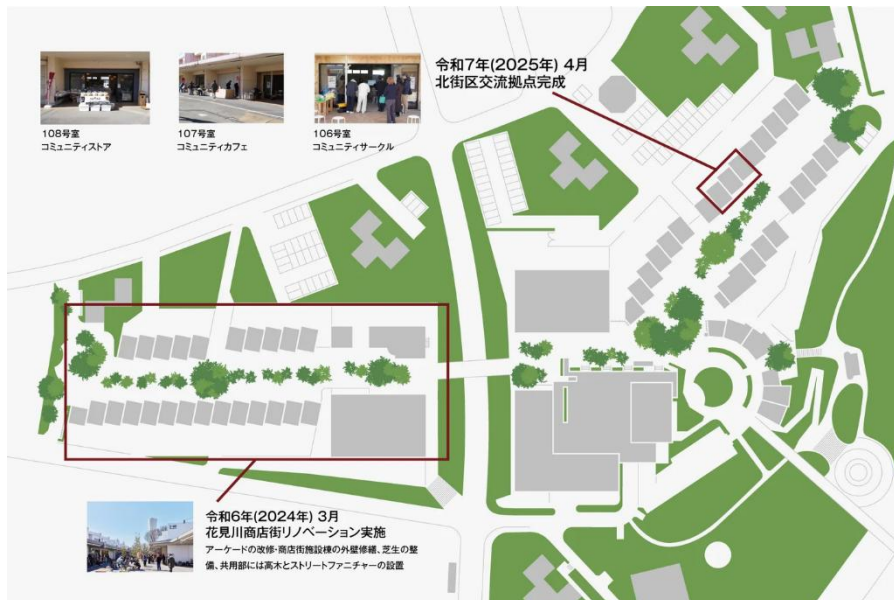 令和7年(2025年) 4月
北街区交流拠点完成
108号室
コミュニティストア
107号室
コミュニティカフェ
106号室
コミュニティサークル
令和6年(2024年) 3月
花見川商店街リノベーション実施
アーケードの改修・商店街施設棟の外壁修繕、芝生の整
備、共用部には高木とストリートファニチャーの設置